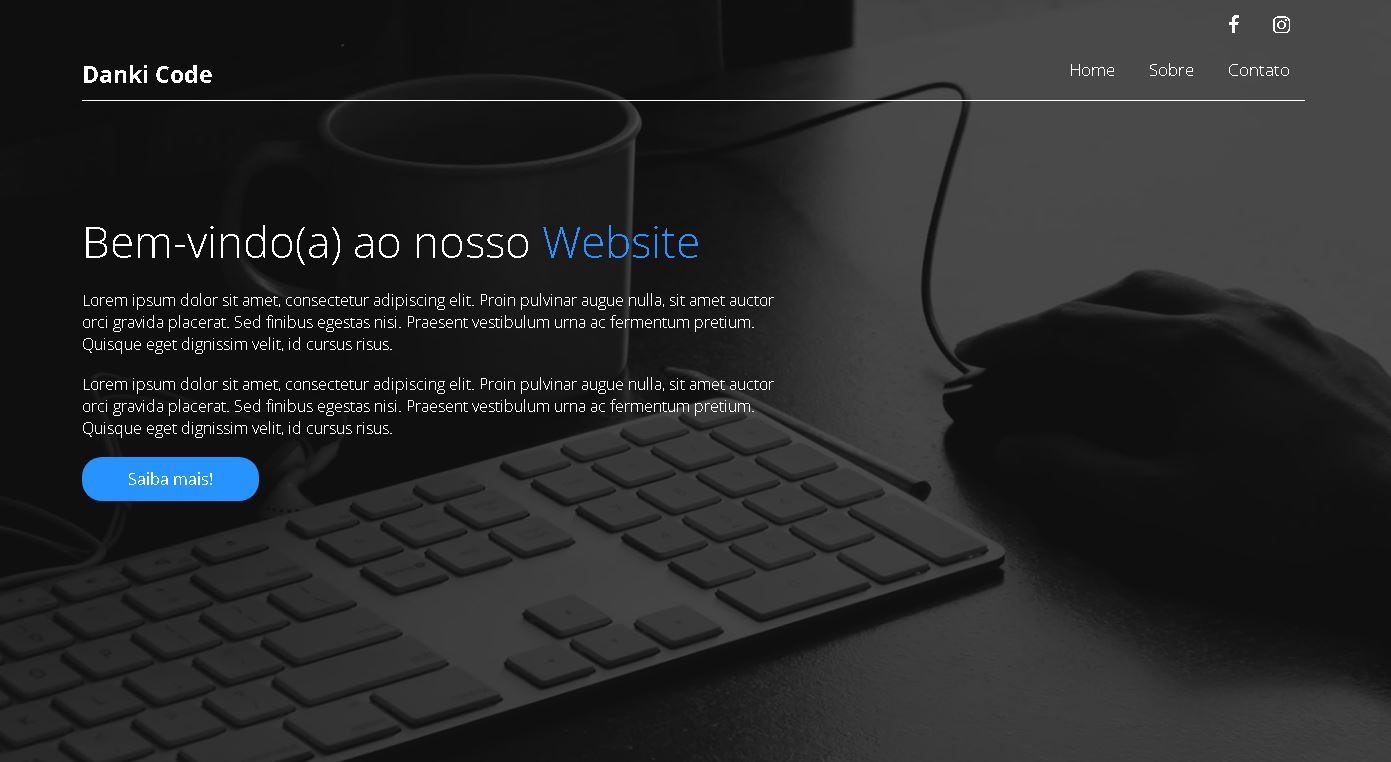 Danki Code
Home Sobre Contato
Bem-vindo(a) ao nosso Website
Lorem ipsum dolor sit amet, consectetur adipiscing elit. Proin pulvinar augue nulla, sit amet auctor
orci gravida placerat. Sed finibus egestas nisi. Praesent vestibulum urna ac fermentum pretium.
Quisque eget dignissim velit, id cursus risus.
Lorem ipsum dolor sit amet, consectetur adipiscing elit. Proin pulvinar augue nulla, sit amet auctor
orci gravida placerat. Sed finibus egestas nisi. Praesent vestibulum urna ac fermentum pretium.
Quisque eget dignissim velit, id cursus risus.
Saiba mais!